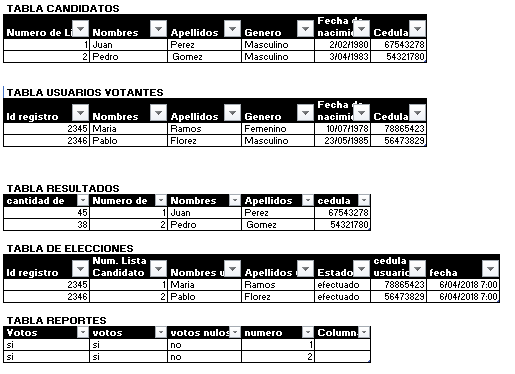 TABLA CANDIDATOS
Numero de Li Nombres Apellidos Genero Fecha de nacimie Cedula
1 Juan Perez Masculino 2/02/1980 67543278
2 Pedro Gomez Masculino 3/04/1983 54321780
TABLA USUARIOS VOTANTES
Id registro Nombres Apellidos Genero Fecha de nacimie Cedula
2345 Maria Ramos Femenino 10/07/1978 78865423
2346 Pablo Florez Masculino 23/05/1985 56473829
TABLA RESULTADOS
cantidad de Numero de Nombres Apellidos cedula
45 1 Juan Perez 67543278
38 2 Pedro Gomez 54321780
TABLA DE ELECCIONES
Id registro Num. Lista Candidato Nombres u Apellidos Estado cedula usuario fecha
2345 1 Maria Ramos efectuado 78865423 6/04/2018 7:00
2346 2 Pablo Florez efectuado 56473829 6/04/2018 7:00
TABLA REPORTES
Votos votos votos nulos numero Column
si si no 1
si si no 2